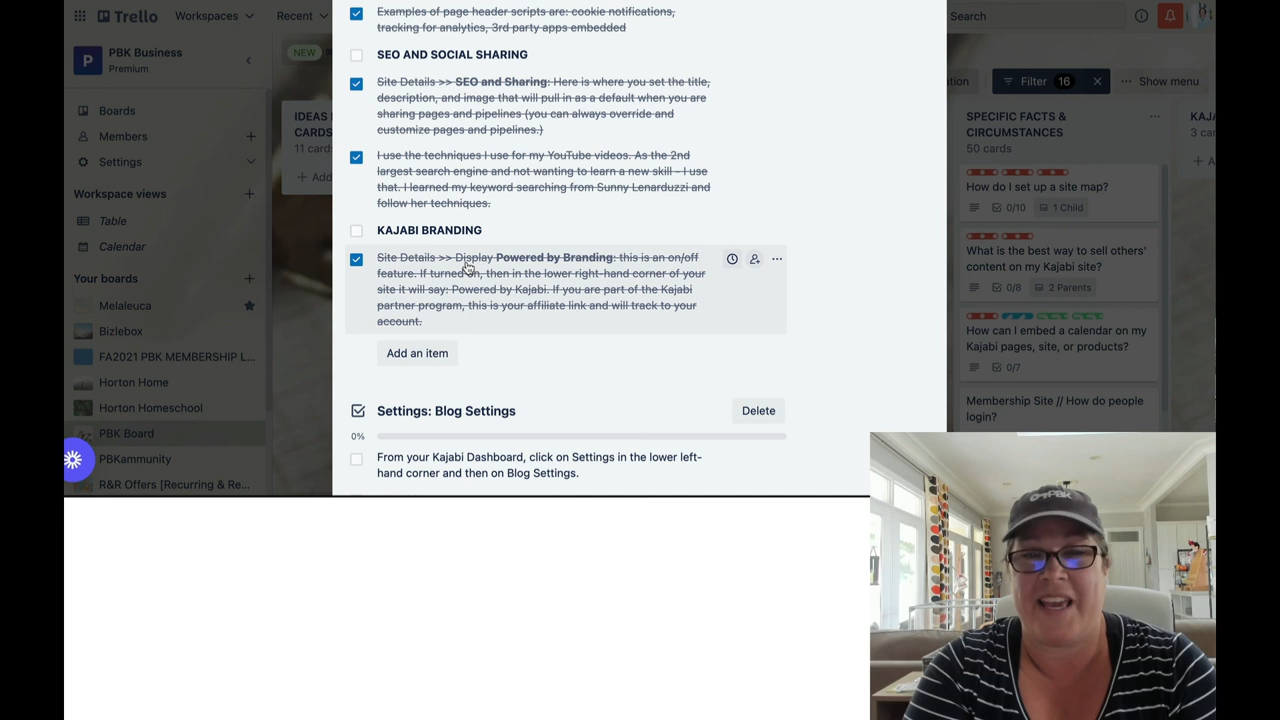 Trello
Workspaces
Recent
Search
PBK Business
Premium
P
Boards
Members
Settings
Workspace views
Table
Calendar
Your boards
Melaleuca
Bizlebox
FA2021 PBK MEMBERSHIP L...
Horton Home
Horton Homeschool
PBK Board
PBKammunity
R&R Offers [Recurring & Re...
NEW
IDEAS
CARDS
11 cards
+ Add
Examples of page header scripts are: cookie notifications,
tracking for analytics, 3rd party apps embedded
SEO AND SOCIAL SHARING
Site Details >> SEO and Sharing: Here is where you set the title,
description, and image that will pull in as a default when you are
sharing pages and pipelines (you can always override and
customize pages and pipelines.)
I use the techniques I use for my YouTube videos. As the 2nd
largest search engine and not wanting to learn a new skill - I use
that. I learned my keyword searching from Sunny Lenarduzzi and
follow her techniques.
KAJABI BRANDING
Site Details >> Display Powered by Branding: this is an on/off
feature. If turned on, then in the lower right-hand corner of your
site it will say: Powered by Kajabi. If you are part of the Kajabi
partner program, this is your affiliate link and will track to your
account.
Add an item
Settings: Blog Settings
Delete
0%
From your Kajabi Dashboard, click on Settings in the lower left-
hand corner and then on Blog Settings.
Filter
16
Show menu
SPECIFIC FACTS &
CIRCUMSTANCES
50 cards
How do I set up a site map?
0/10
1 Child
What is the best way to sell others'
content on my Kajabi site?
0/8
2 Parents
How can I embed a calendar on my
Kajabi pages, site, or products?
0/7
Membership Site // How do people
login?
KAJA
3 car
+ A
PBK